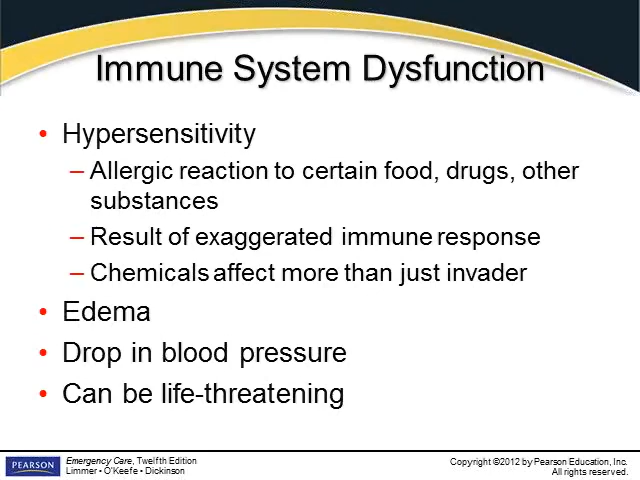 Immune System Dysfunction
• Hypersensitivity
– Allergic reaction to certain food, drugs, other
substances
– Result of exaggerated immune response
– Chemicals affect more than just invader
• Edema
• Drop in blood pressure
• Can be life-threatening
PEARSON
Emergency Care, Twelfth Edition
Limmer • O'Keefe • Dickinson
Copyright ©2012 by Pearson Education, Inc.
All rights reserved.